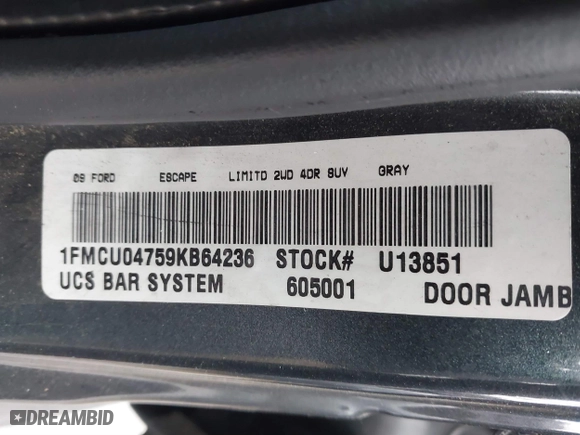 09 FORD ESCAPE LIMITD 2WD 4DR SUV GRAY
1FMCU04759KB64236 STOCK# U13851
UCS BAR SYSTEM 605001 DOOR JAMB
DREAMBID